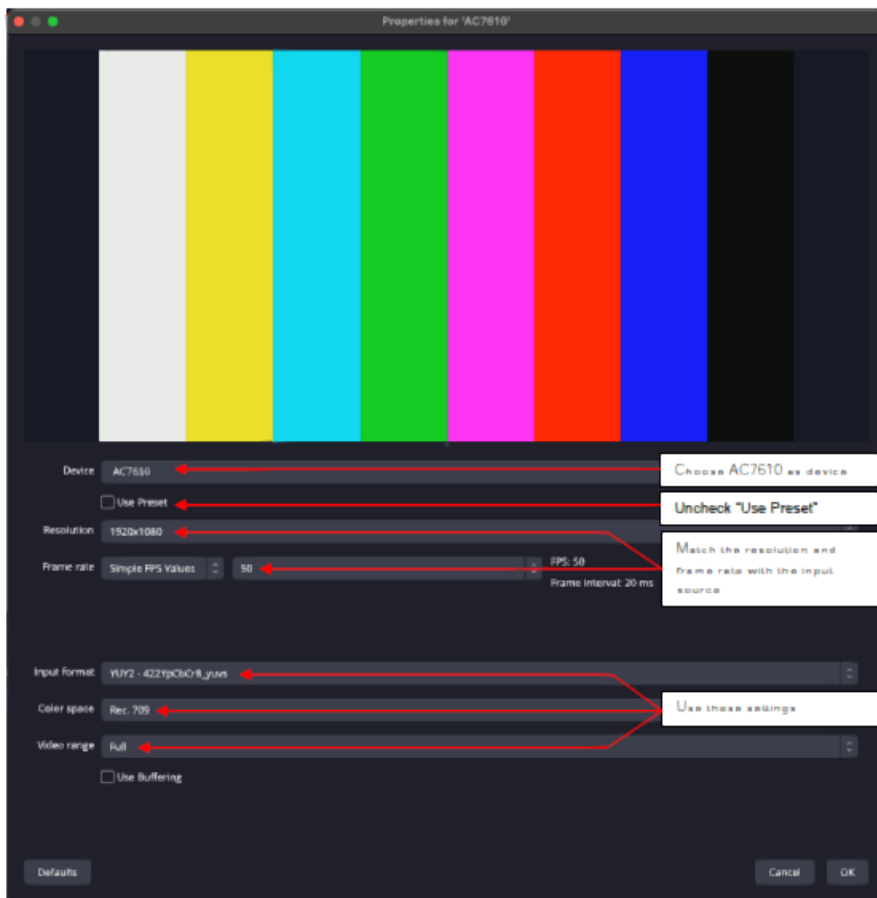 Properties for 'AC7610'
Device AC7610
Choose AC7610 as device
Use Preset
Uncheck "Use Preset"
Resolution 1920x1080
Match the resolution and
frame rate with the input
source
Frame rate Simple FPS Values 50 FPS: 50
Frame Interval: 20 ms
Input format YUY2 - 422YpCbCr8_yuvs
Color space Rec. 709
Use these settings
Video range Full
Use Buffering
Defaults Cancel OK